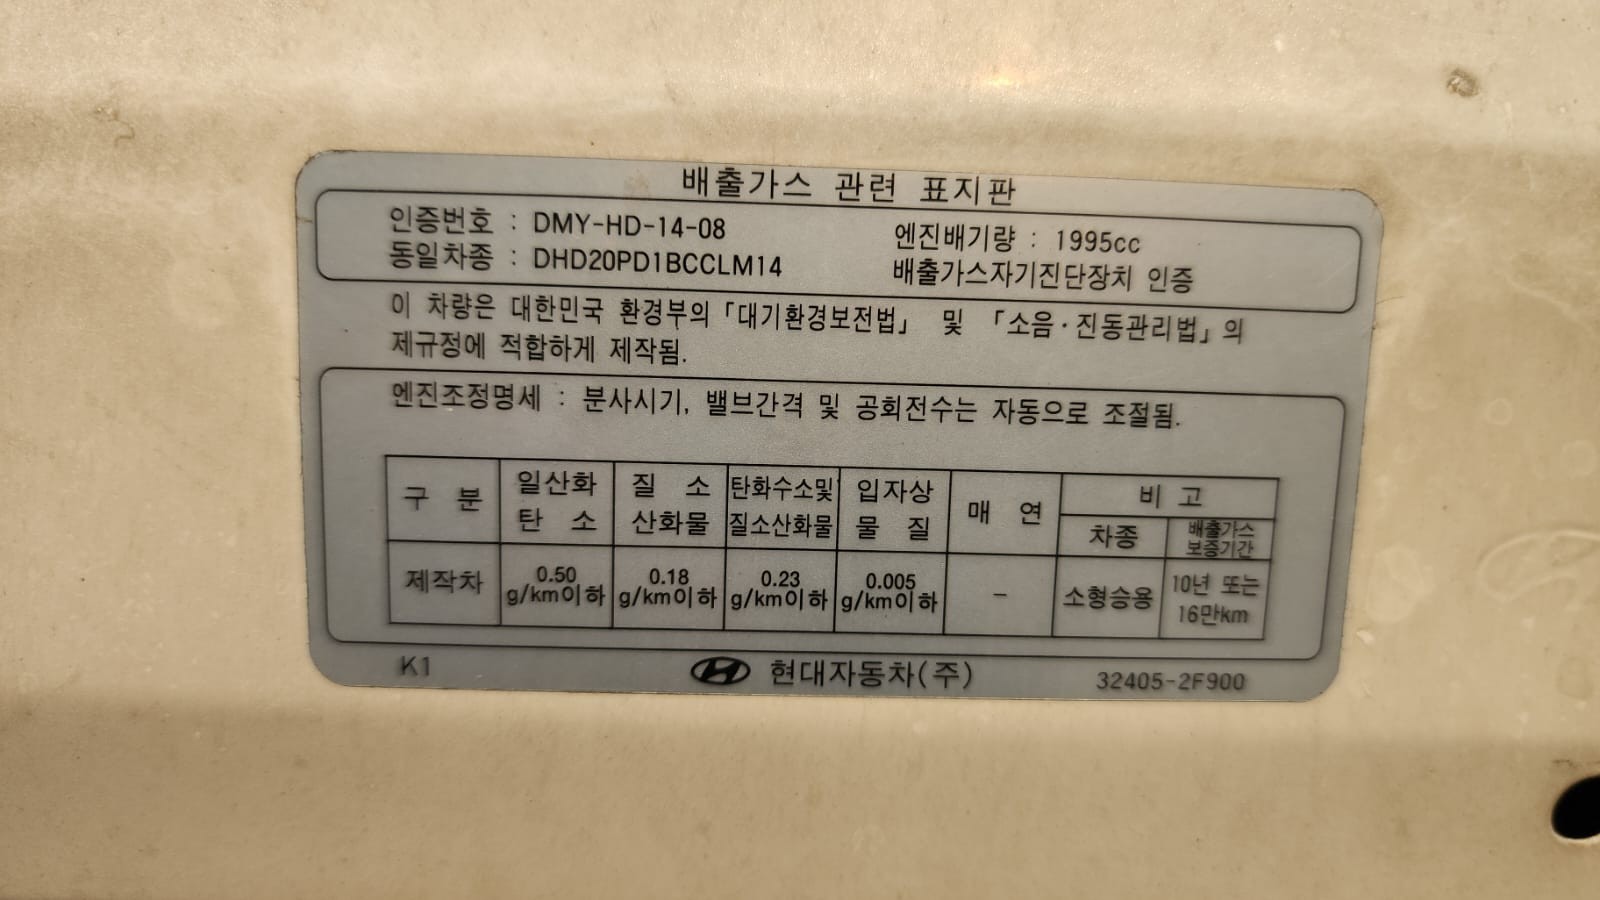 배출가스 관련 표지판
인증번호 : DMY-HD-14-08 엔진배기량 : 1995cc
동일차종 : DHD20PD1BCCLM14 배출가스자기진단장치 인증
이 차량은 대한민국 환경부의「대기환경보전법」 및 「소음·진동관리법」의
제규정에 적합하게 제작됨.
엔진조정명세 : 분사시기, 밸브간격 및 공회전수는 자동으로 조절됨.
구 분 일산화 탄 소 질 소 산화물 탄화수소및 질소산화물 입자상 물 질 매 연 비 고
차종 배출가스 보증기간
제작차 0.50 g/km이하 0.18 g/km이하 0.23 g/km이하 0.005 g/km이하 - 소형승용 10년 또는 16만km
K1 현대자동차(주) 32405-2F900